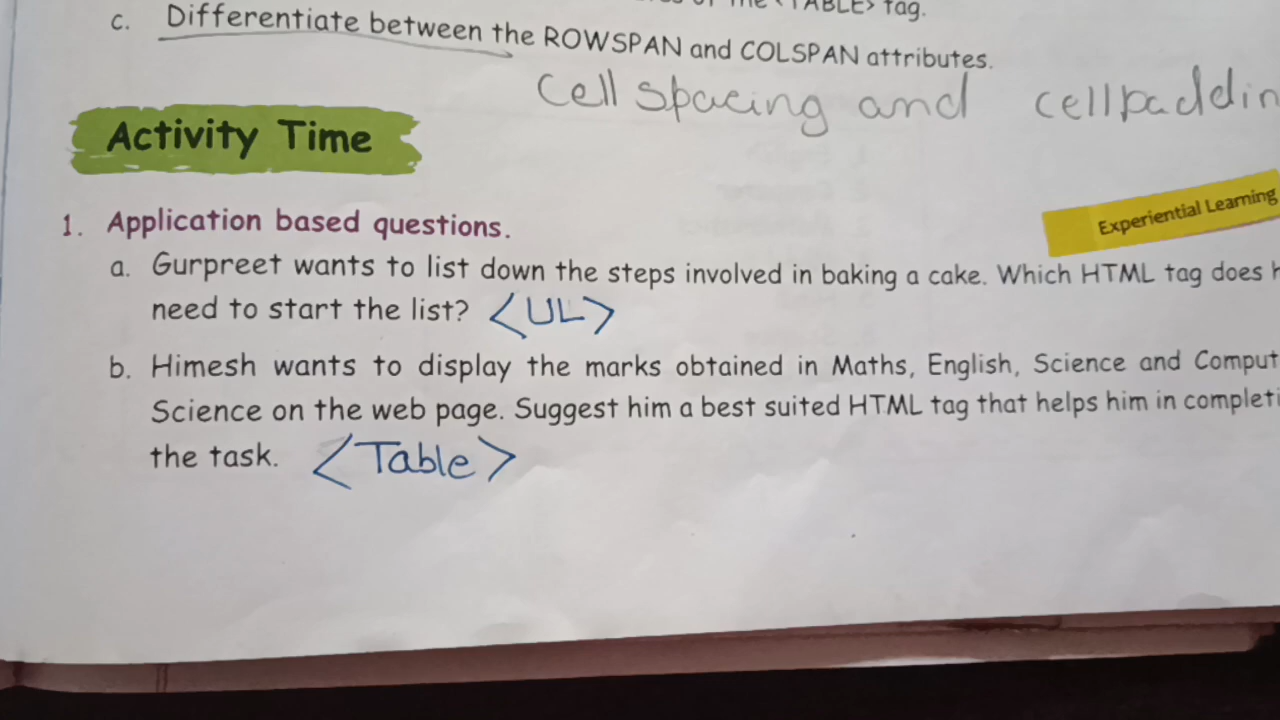 the <TABLE> tag.
c. Differentiate between the ROWSPAN and COLSPAN attributes.
Cell spacing and cellpaddin
Activity Time
Experiential Learning
1. Application based questions.
a. Gurpreet wants to list down the steps involved in baking a cake. Which HTML tag does h
need to start the list? <UL>
b. Himesh wants to display the marks obtained in Maths, English, Science and Comput
Science on the web page. Suggest him a best suited HTML tag that helps him in completi
the task. <Table>